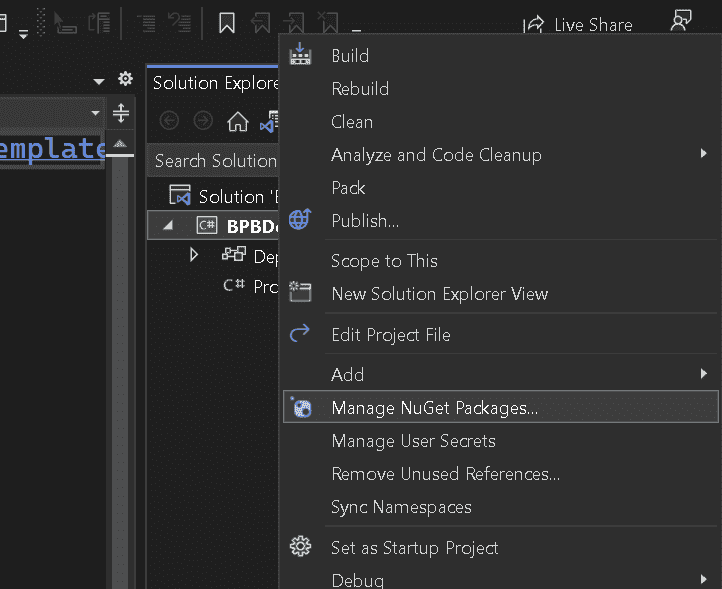 Live Share
Solution Explore
emplate
Search Solution
Solution '
BPBD
Dep
Pro
Build
Rebuild
Clean
Analyze and Code Cleanup
Pack
Publish...
Scope to This
New Solution Explorer View
Edit Project File
Add
Manage NuGet Packages...
Manage User Secrets
Remove Unused References...
Sync Namespaces
Set as Startup Project
Debug